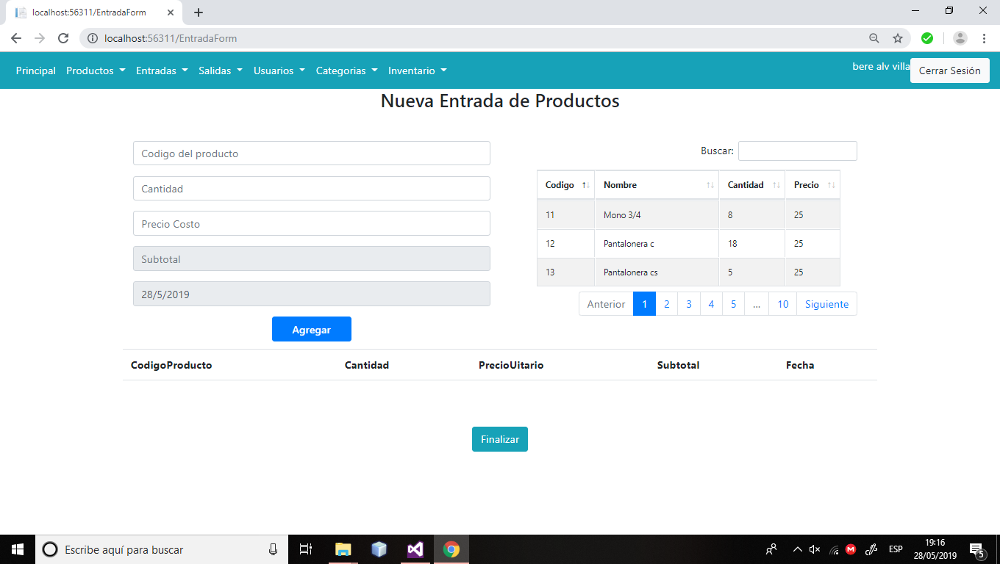 localhost:56311/EntradaForm
localhost:56311/EntradaForm
Principal Productos Entradas Salidas Usuarios Categorias Inventario bere alv villa Cerrar Sesión
Nueva Entrada de Productos
Codigo del producto
Cantidad
Precio Costo
Subtotal
28/5/2019
Agregar
Buscar:
Codigo Nombre Cantidad Precio
11 Mono 3/4 8 25
12 Pantalonera c 18 25
13 Pantalonera cs 5 25
Anterior 1 2 3 4 5 ... 10 Siguiente
CodigoProducto Cantidad PrecioUitario Subtotal Fecha
Finalizar
Escribe aquí para buscar
M
ESP
19:16
28/05/2019
5